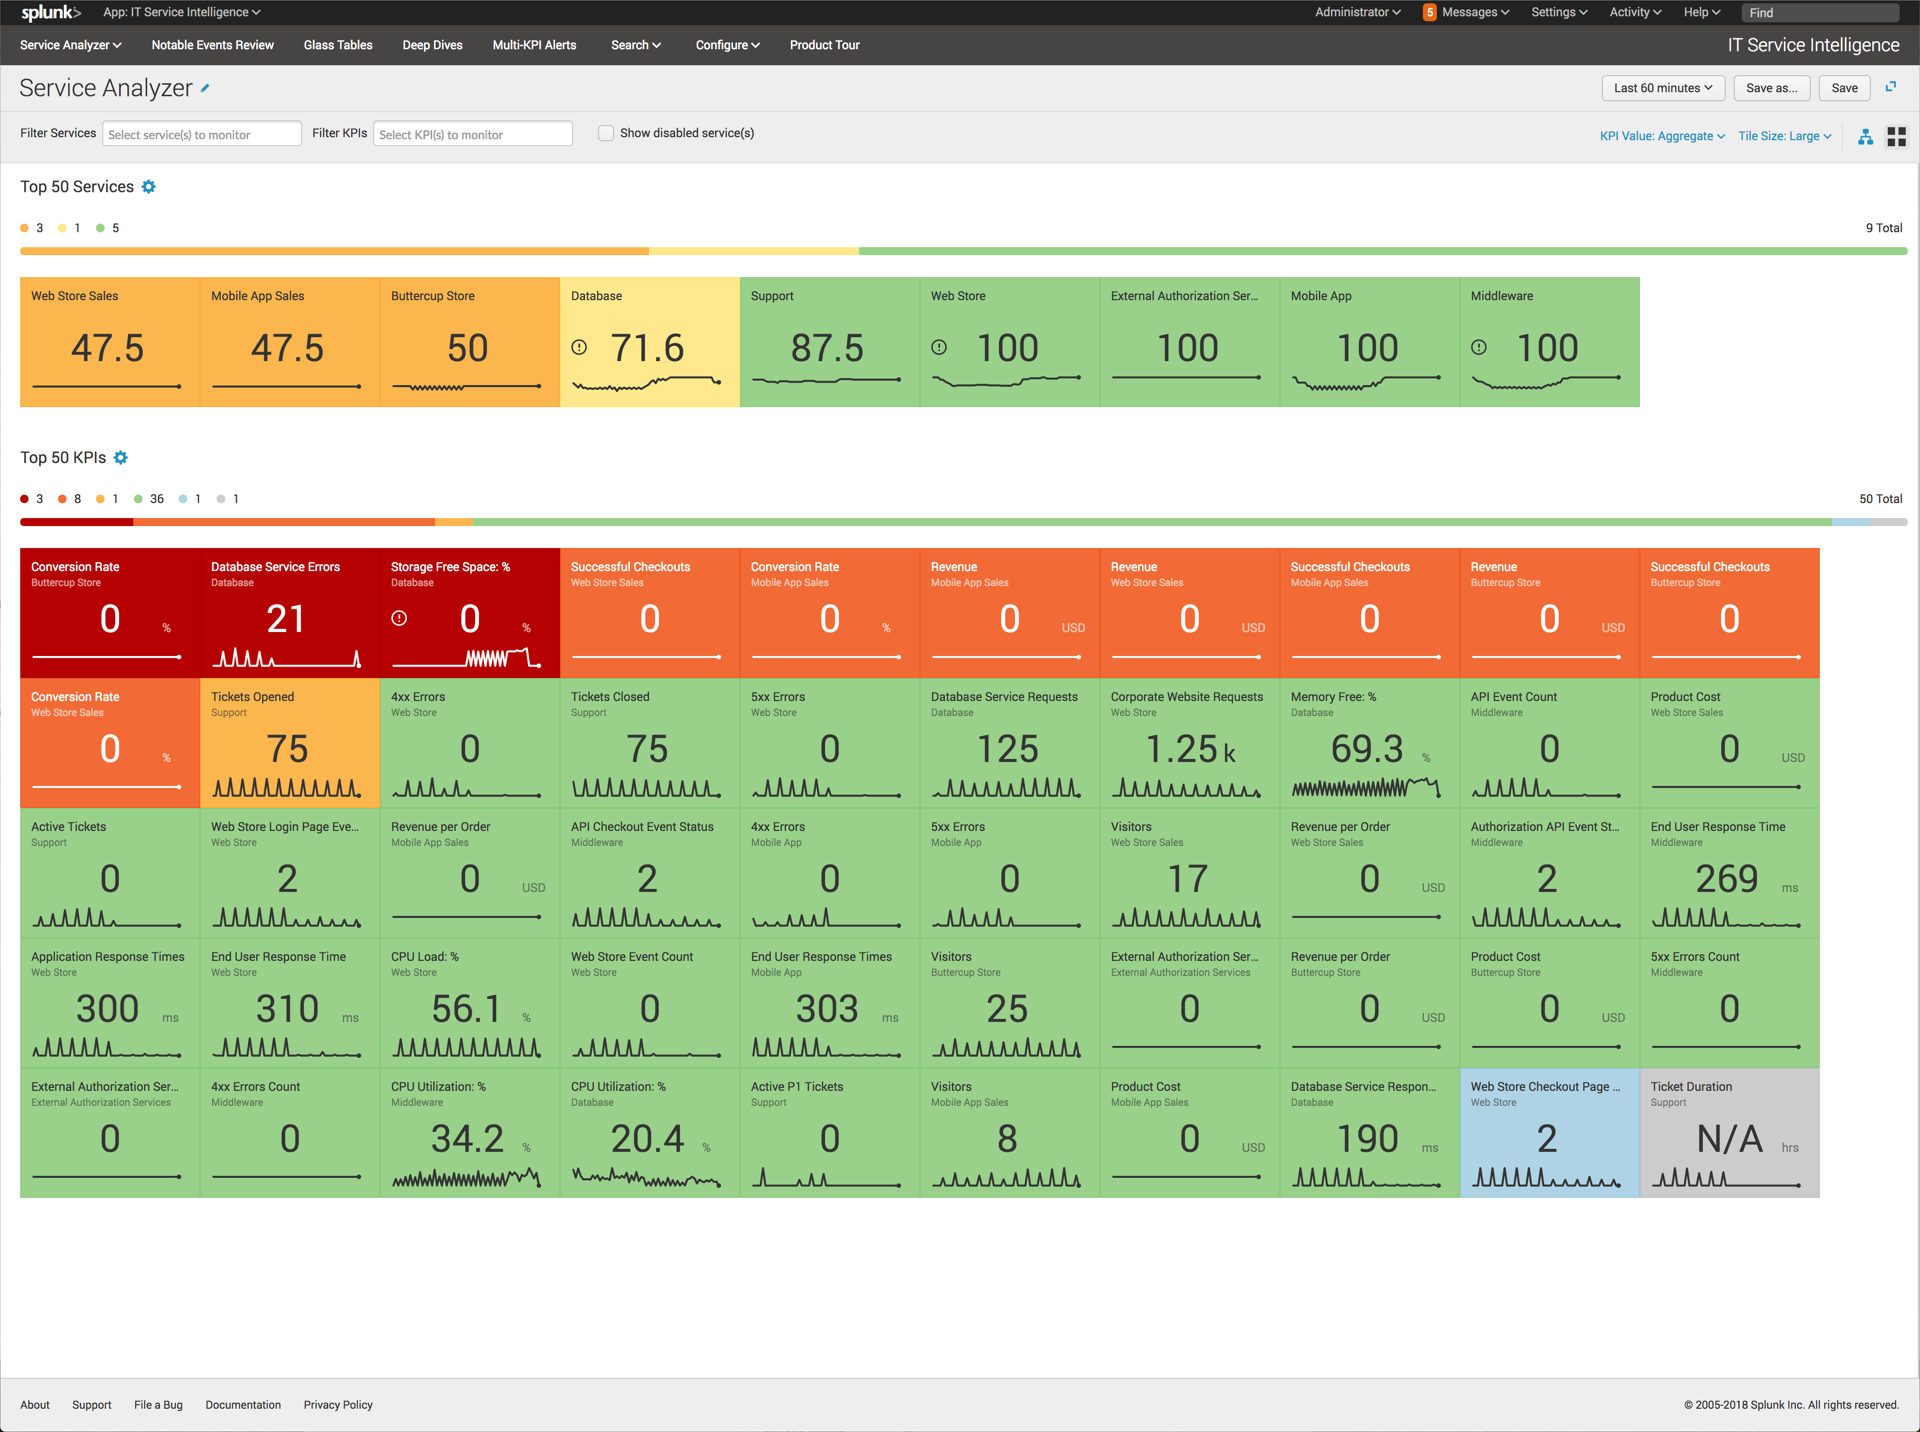 splunk> App: IT Service Intelligence Administrator 5 Messages Settings Activity Help Find
Service Analyzer Notable Events Review Glass Tables Deep Dives Multi-KPI Alerts Search Configure Product Tour IT Service Intelligence
Service Analyzer Last 60 minutes Save as... Save
Filter Services Select service(s) to monitor Filter KPIs Select KPI(s) to monitor Show disabled service(s) KPI Value: Aggregate Tile Size: Large
Top 50 Services
3 1 5 9 Total
Web Store Sales Mobile App Sales Buttercup Store Database Support Web Store External Authorization Ser... Mobile App Middleware
47.5 47.5 50 71.6 87.5 100 100 100 100
Top 50 KPIs
3 8 1 36 1 1 50 Total
Conversion Rate Database Service Errors Storage Free Space: % Successful Checkouts Conversion Rate Revenue Revenue Successful Checkouts Revenue Successful Checkouts
Buttercup Store Database Database Web Store Sales Mobile App Sales Mobile App Sales Web Store Sales Mobile App Sales Buttercup Store Buttercup Store
0 % 21 0 % 0 0 % 0 USD 0 USD 0 0 USD 0
Conversion Rate Tickets Opened 4xx Errors Tickets Closed 5xx Errors Database Service Requests Corporate Website Requests Memory Free: % API Event Count Product Cost
Web Store Sales Support Web Store Support Web Store Database Web Store Database Middleware Web Store Sales
0 % 75 0 75 0 125 1.25 k 69.3 % 0 0 USD
Active Tickets Web Store Login Page Eve... Revenue per Order API Checkout Event Status 4xx Errors 5xx Errors Visitors Revenue per Order Authorization API Event St... End User Response Time
Support Web Store Mobile App Sales Middleware Mobile App Mobile App Web Store Sales Web Store Sales Middleware Middleware
0 2 0 USD 2 0 0 17 0 USD 2 269 ms
Application Response Times End User Response Time CPU Load: % Web Store Event Count End User Response Times Visitors External Authorization Ser... Revenue per Order Product Cost 5xx Errors Count
Web Store Web Store Web Store Web Store Mobile App Buttercup Store External Authorization Services Buttercup Store Buttercup Store Middleware
300 ms 310 ms 56.1 % 0 303 ms 25 0 0 USD 0 USD 0
External Authorization Ser... 4xx Errors Count CPU Utilization: % CPU Utilization: % Active P1 Tickets Visitors Product Cost Database Service Respon... Web Store Checkout Page ... Ticket Duration
External Authorization Services Middleware Middleware Database Support Mobile App Sales Mobile App Sales Database Web Store Support
0 0 34.2 % 20.4 % 0 8 0 USD 190 ms 2 N/A hrs
About Support File a Bug Documentation Privacy Policy © 2005-2018 Splunk Inc. All rights reserved.